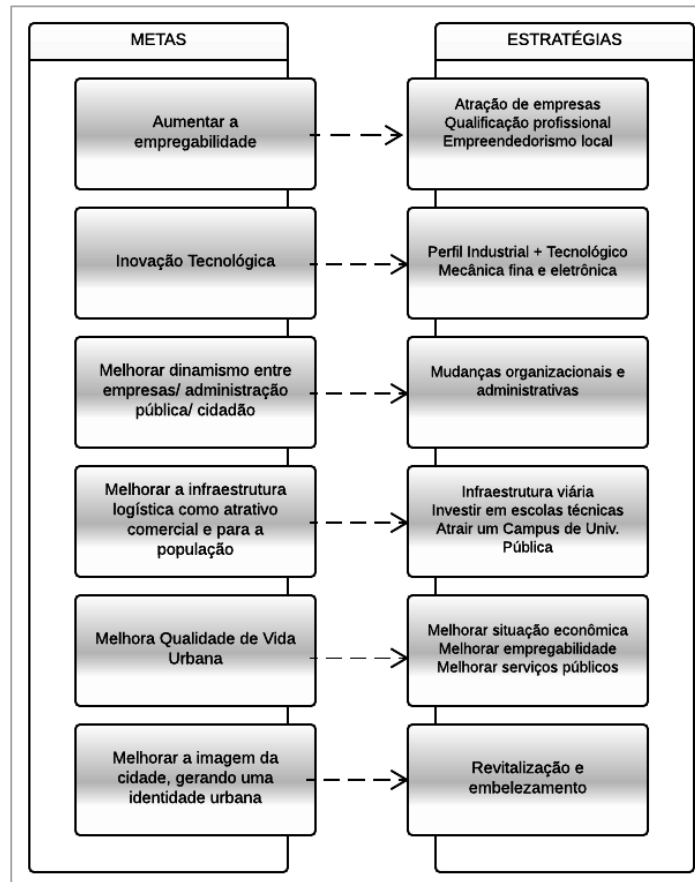 METAS
ESTRATÉGIAS
Aumentar a
empregabilidade
Atração de empresas
Qualificação profissional
Empreendedorismo local
Inovação Tecnológica
Perfil Industrial + Tecnológico
Mecânica fina e eletrônica
Melhorar dinamismo entre
empresas/ administração
pública/ cidadão
Mudanças organizacionais e
administrativas
Melhorar a infraestrutura
logística como atrativo
comercial e para a
população
Infraestrutura viária
Investir em escolas técnicas
Atrair um Campus de Univ.
Pública
Melhora Qualidade de Vida
Urbana
Melhorar situação econômica
Melhorar empregabilidade
Melhorar serviços públicos
Melhorar a imagem da
cidade, gerando uma
identidade urbana
Revitalização e
embelezamento